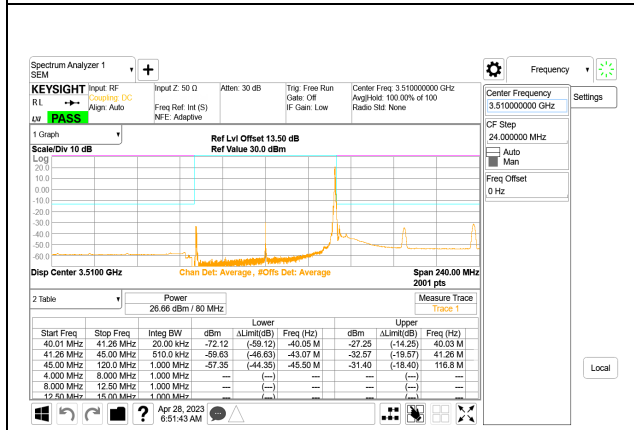 Spectrum Analyzer 1
SEM
+
Frequency
KEYSIGHT
RL
LXI
PASS
Input: RF
Coupling: DC
Align: Auto
Input Z: 50 Ω
Freq Ref: Int (S)
NFE: Adaptive
Atten: 30 dB
Trig: Free Run
Gate: Off
IF Gain: Low
Center Freq: 3.510000000 GHz
Avg|Hold: 100.00% of 100
Radio Std: None
Center Frequency
3.510000000 GHz
Settings
CF Step
24.000000 MHz
Auto
Man
Freq Offset
0 Hz
1 Graph
Scale/Div 10 dB
Ref Lvl Offset 13.50 dB
Ref Value 30.0 dBm
Log
20.0
10.0
0.00
-10.0
-20.0
-30.0
-40.0
-50.0
-60.0
Disp Center 3.5100 GHz
Chan Det: Average, #Offs Det: Average
Span 240.00 MHz
2001 pts
2 Table
Power
26.66 dBm / 80 MHz
Measure Trace
Trace 1
Lower Upper
Start Freq Stop Freq Integ BW dBm ΔLimit(dB) Freq (Hz) dBm ΔLimit(dB) Freq (Hz)
40.01 MHz 41.26 MHz 20.00 kHz -72.12 (-59.12) -40.05 M -27.25 (-14.25) 40.03 M
41.26 MHz 45.00 MHz 510.0 kHz -59.63 (-46.63) -43.07 M -32.57 (-19.57) 41.26 M
45.00 MHz 120.0 MHz 1.000 MHz -57.35 (-44.35) -45.50 M -31.40 (-18.40) 116.8 M
4.000 MHz 8.000 MHz 1.000 MHz --- (---) --- --- (---) ---
8.000 MHz 12.50 MHz 1.000 MHz --- (---) --- --- (---) ---
12.50 MHz 15.00 MHz 1.000 MHz --- (---) --- --- (---) ---
Local
?
Apr 28, 2023
6:51:43 AM